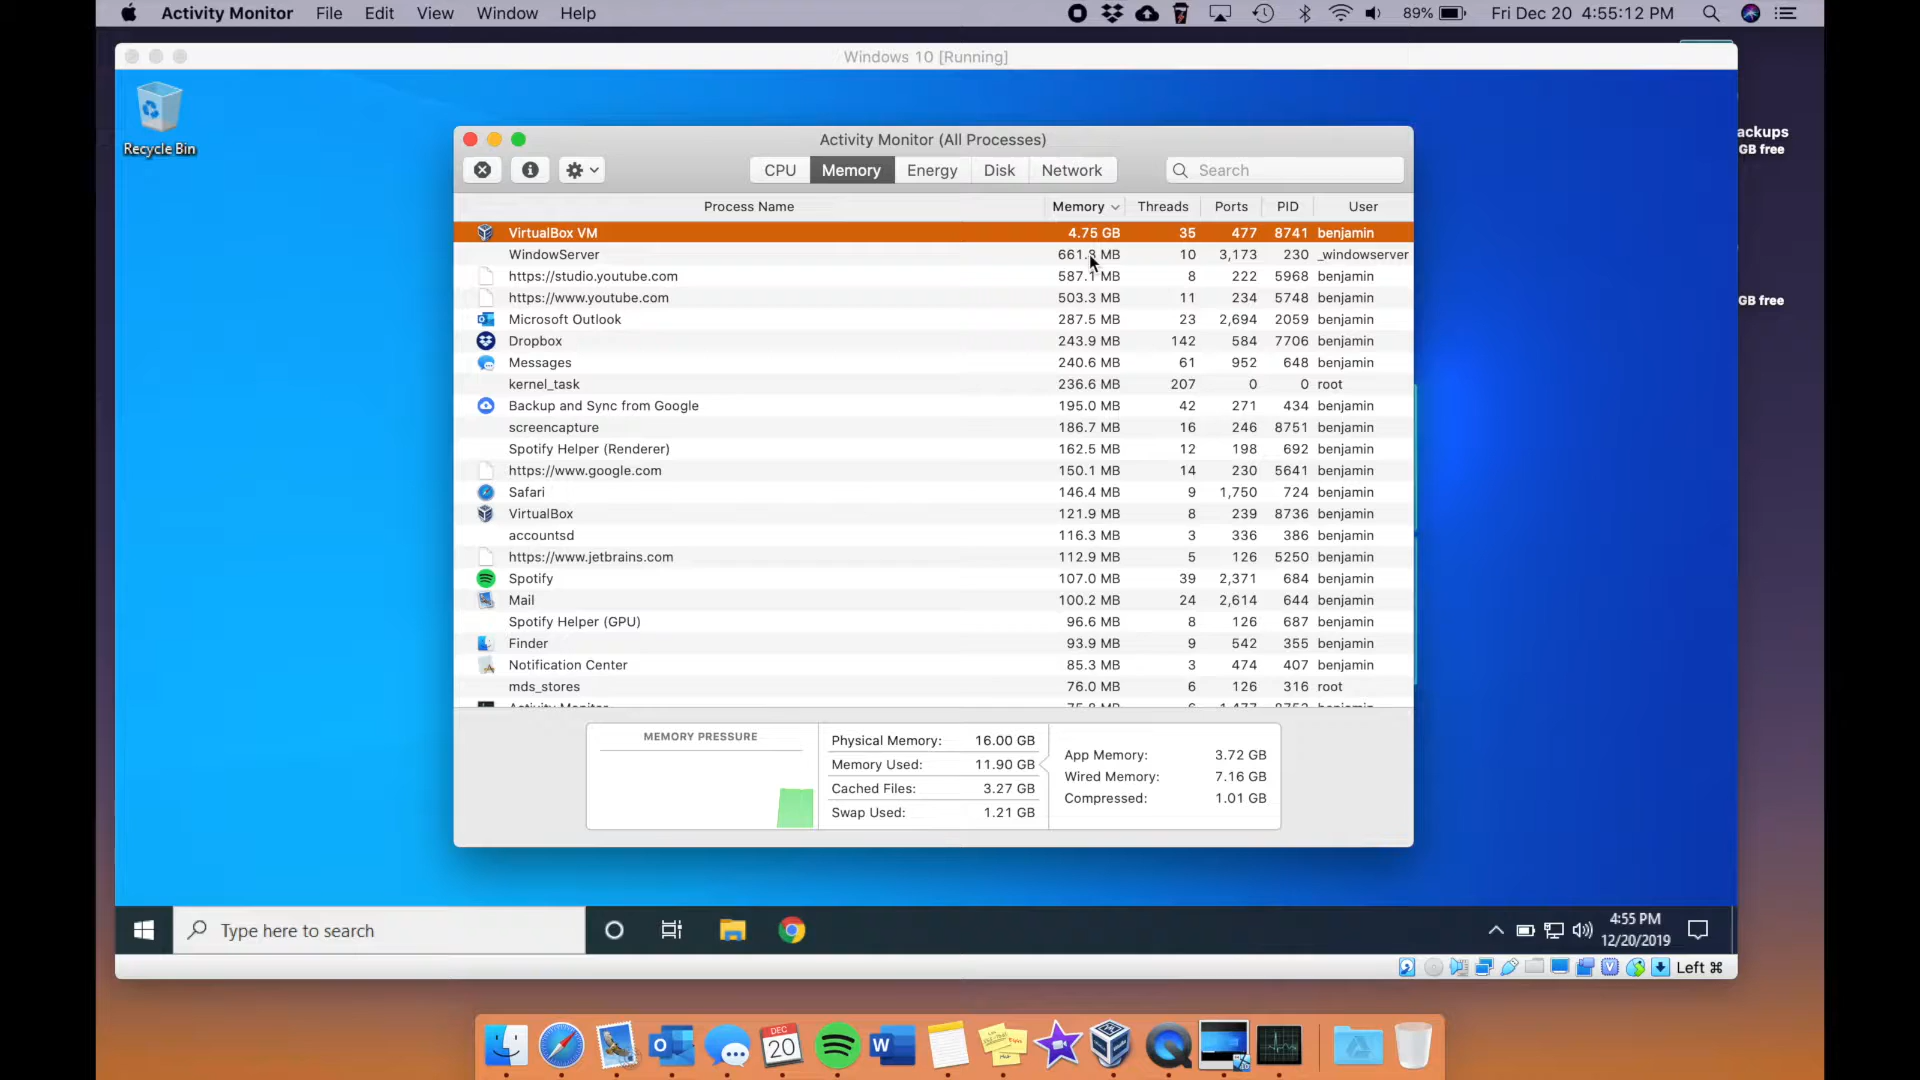 Activity Monitor File Edit View Window Help 89% Fri Dec 20 4:55:12 PM
Windows 10 [Running]
Recycle Bin
ackups
GB free
GB free
Activity Monitor (All Processes)
CPU Memory Energy Disk Network Search
Process Name Memory Threads Ports PID User
VirtualBox VM 4.75 GB 35 477 8741 benjamin
WindowServer 661.8 MB 10 3,173 230 _windowserver
https://studio.youtube.com 587.1 MB 8 222 5968 benjamin
https://www.youtube.com 503.3 MB 11 234 5748 benjamin
Microsoft Outlook 287.5 MB 23 2,694 2059 benjamin
Dropbox 243.9 MB 142 584 7706 benjamin
Messages 240.6 MB 61 952 648 benjamin
kernel_task 236.6 MB 207 0 0 root
Backup and Sync from Google 195.0 MB 42 271 434 benjamin
screencapture 186.7 MB 16 246 8751 benjamin
Spotify Helper (Renderer) 162.5 MB 12 198 692 benjamin
https://www.google.com 150.1 MB 14 230 5641 benjamin
Safari 146.4 MB 9 1,750 724 benjamin
VirtualBox 121.9 MB 8 239 8736 benjamin
accountsd 116.3 MB 3 336 386 benjamin
https://www.jetbrains.com 112.9 MB 5 126 5250 benjamin
Spotify 107.0 MB 39 2,371 684 benjamin
Mail 100.2 MB 24 2,614 644 benjamin
Spotify Helper (GPU) 96.6 MB 8 126 687 benjamin
Finder 93.9 MB 9 542 355 benjamin
Notification Center 85.3 MB 3 474 407 benjamin
mds_stores 76.0 MB 6 126 316 root
MEMORY PRESSURE
Physical Memory: 16.00 GB
Memory Used: 11.90 GB
Cached Files: 3.27 GB
Swap Used: 1.21 GB
App Memory: 3.72 GB
Wired Memory: 7.16 GB
Compressed: 1.01 GB
Type here to search
4:55 PM
12/20/2019
Left ⌘
DEC
20